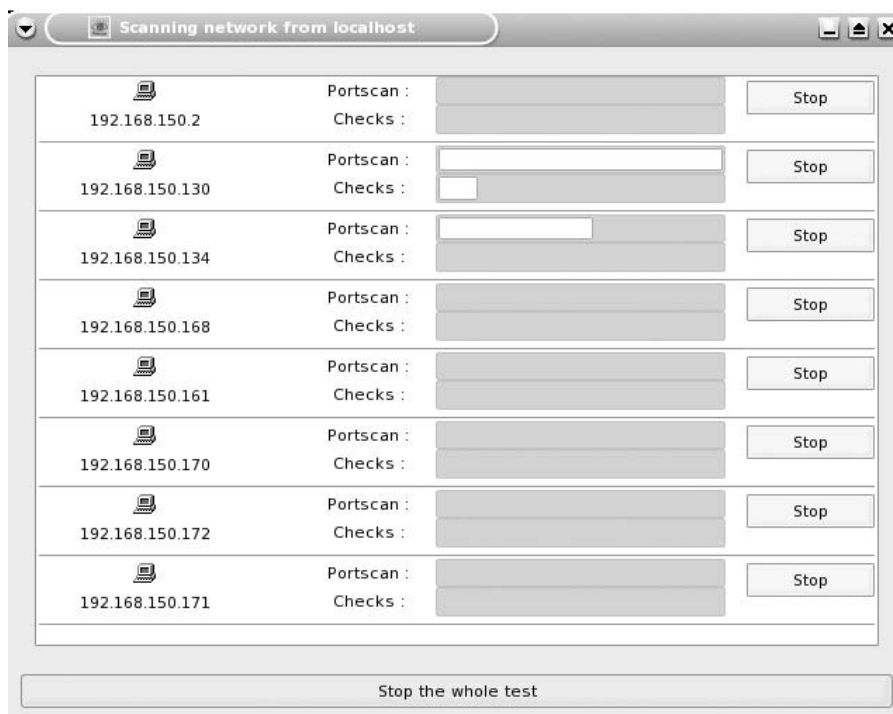 Scanning network from localhost
Portscan :
Stop
192.168.150.2
Checks :
Portscan :
Stop
192.168.150.130
Checks :
Portscan :
Stop
192.168.150.134
Checks :
Portscan :
Stop
192.168.150.168
Checks :
Portscan :
Stop
192.168.150.161
Checks :
Portscan :
Stop
192.168.150.170
Checks :
Portscan :
Stop
192.168.150.172
Checks :
Portscan :
Stop
192.168.150.171
Checks :
Stop the whole test